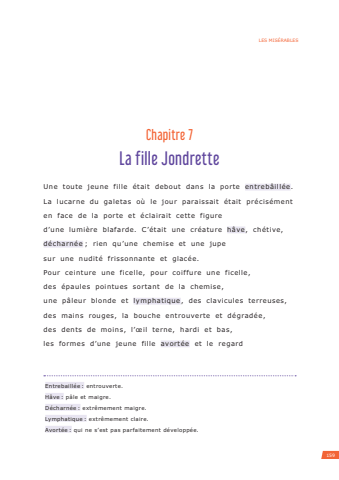 LES MISÉRABLES
Chapitre 7
La fille Jondrette
Une toute jeune fille était debout dans la porte entrebâillée.
La lucarne du galetas où le jour paraissait était précisément
en face de la porte et éclairait cette figure
d'une lumière blafarde. C'était une créature hâve, chétive,
décharnée ; rien qu'une chemise et une jupe
sur une nudité frissonnante et glacée.
Pour ceinture une ficelle, pour coiffure une ficelle,
des épaules pointues sortant de la chemise,
une pâleur blonde et lymphatique, des clavicules terreuses,
des mains rouges, la bouche entrouverte et dégradée,
des dents de moins, l'œil terne, hardi et bas,
les formes d'une jeune fille avortée et le regard
Entrebaillée : entrouverte.
Hâve : pâle et maigre.
Décharnée : extrêmement maigre.
Lymphatique : extrêmement claire.
Avortée : qui ne s'est pas parfaitement développée.